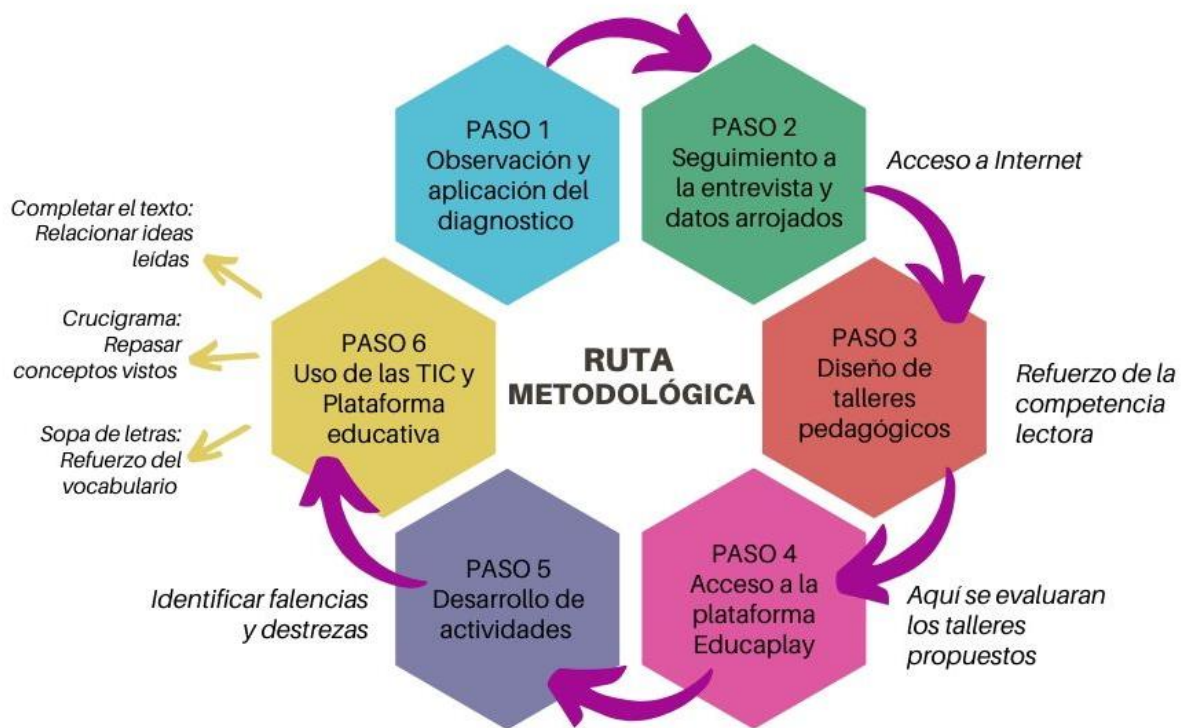 PASO 1
Observación y
aplicación del
diagnostico
PASO 2
Seguimiento a
la entrevista y
datos arrojados
Acceso a Internet
PASO 3
Diseño de
talleres
pedagógicos
Refuerzo de la
competencia
lectora
PASO 4
Acceso a la
plataforma
Educaplay
Aquí se evaluaran
los talleres
propuestos
PASO 5
Desarrollo de
actividades
Identificar falencias
y destrezas
PASO 6
Uso de las TIC y
Plataforma
educativa
Completar el texto:
Relacionar ideas
leídas
Crucigrama:
Repasar
conceptos vistos
Sopa de letras:
Refuerzo del
vocabulario
RUTA
METODOLÓGICA